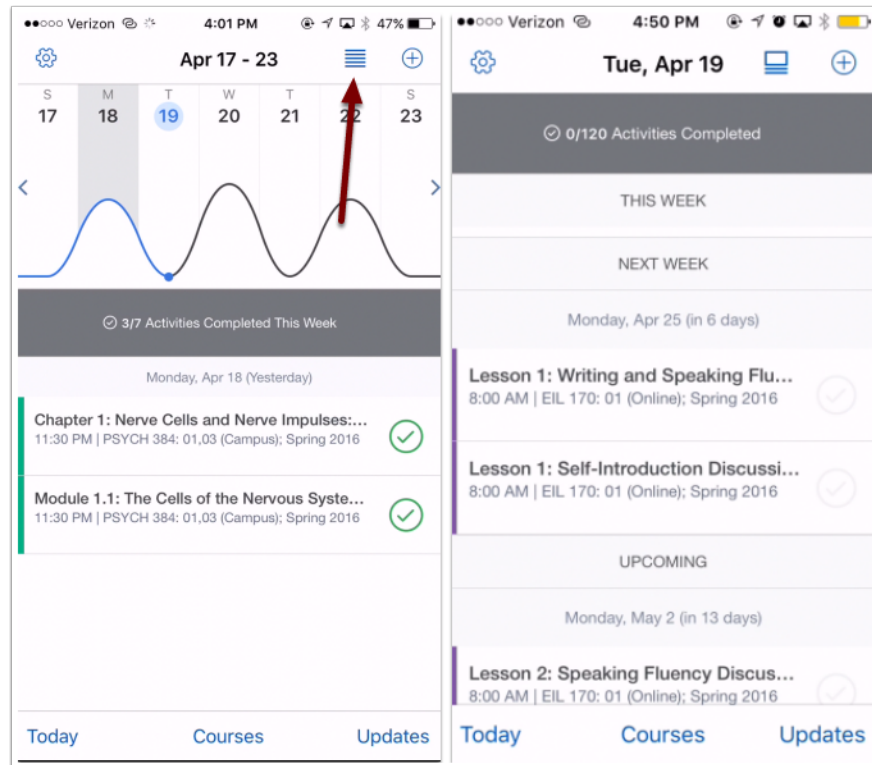 Verizon 4:01 PM 47%
Apr 17 - 23
S M T W T S
17 18 19 20 21 22 23
3/7 Activities Completed This Week
Monday, Apr 18 (Yesterday)
Chapter 1: Nerve Cells and Nerve Impulses:...
11:30 PM | PSYCH 384: 01,03 (Campus); Spring 2016
Module 1.1: The Cells of the Nervous Syste...
11:30 PM | PSYCH 384: 01,03 (Campus); Spring 2016
Today Courses Updates
Verizon 4:50 PM
Tue, Apr 19
0/120 Activities Completed
THIS WEEK
NEXT WEEK
Monday, Apr 25 (in 6 days)
Lesson 1: Writing and Speaking Flu...
8:00 AM | EIL 170: 01 (Online); Spring 2016
Lesson 1: Self-Introduction Discussi...
8:00 AM | EIL 170: 01 (Online); Spring 2016
UPCOMING
Monday, May 2 (in 13 days)
Lesson 2: Speaking Fluency Discus...
8:00 AM | EIL 170: 01 (Online); Spring 2016
Today Courses Updates